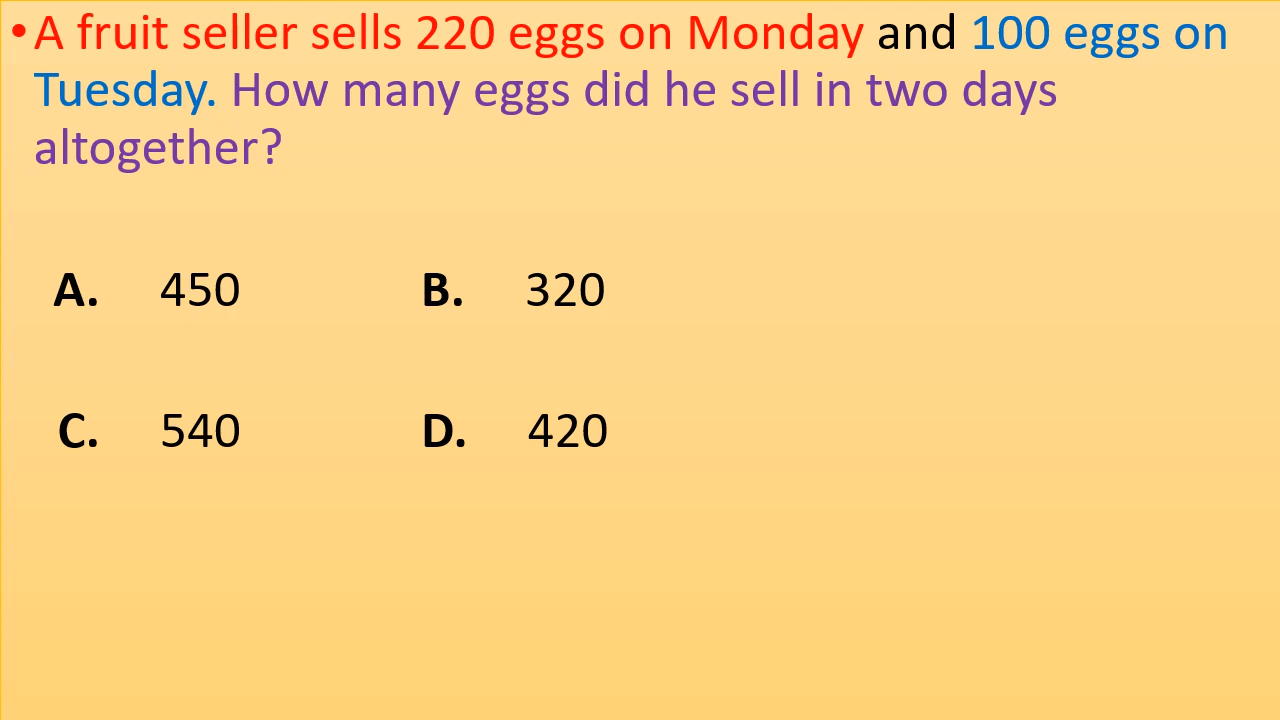 •A fruit seller sells 220 eggs on Monday and 100 eggs on
Tuesday. How many eggs did he sell in two days
altogether?
A. 450 B. 320
C. 540 D. 420